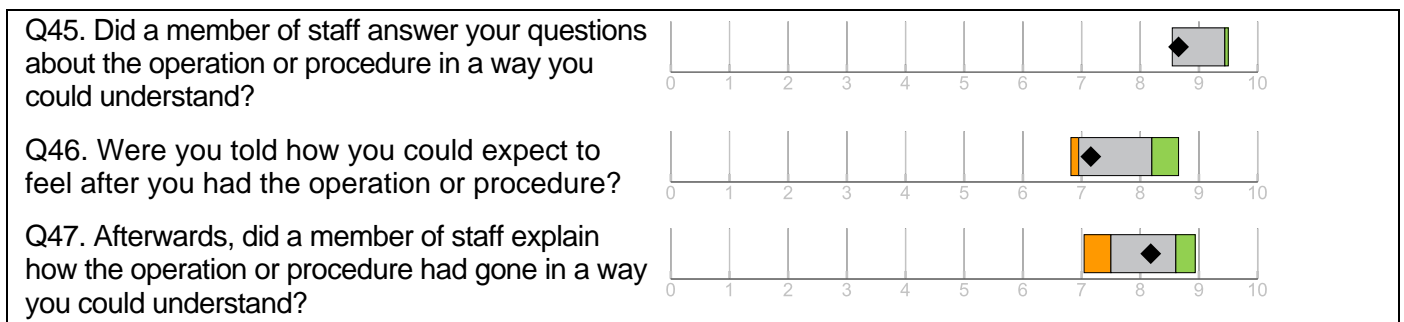 Q45. Did a member of staff answer your questions
about the operation or procedure in a way you
could understand?
0 1 2 3 4 5 6 7 8 9 10
Q46. Were you told how you could expect to
feel after you had the operation or procedure?
0 1 2 3 4 5 6 7 8 9 10
Q47. Afterwards, did a member of staff explain
how the operation or procedure had gone in a way
you could understand?
0 1 2 3 4 5 6 7 8 9 10